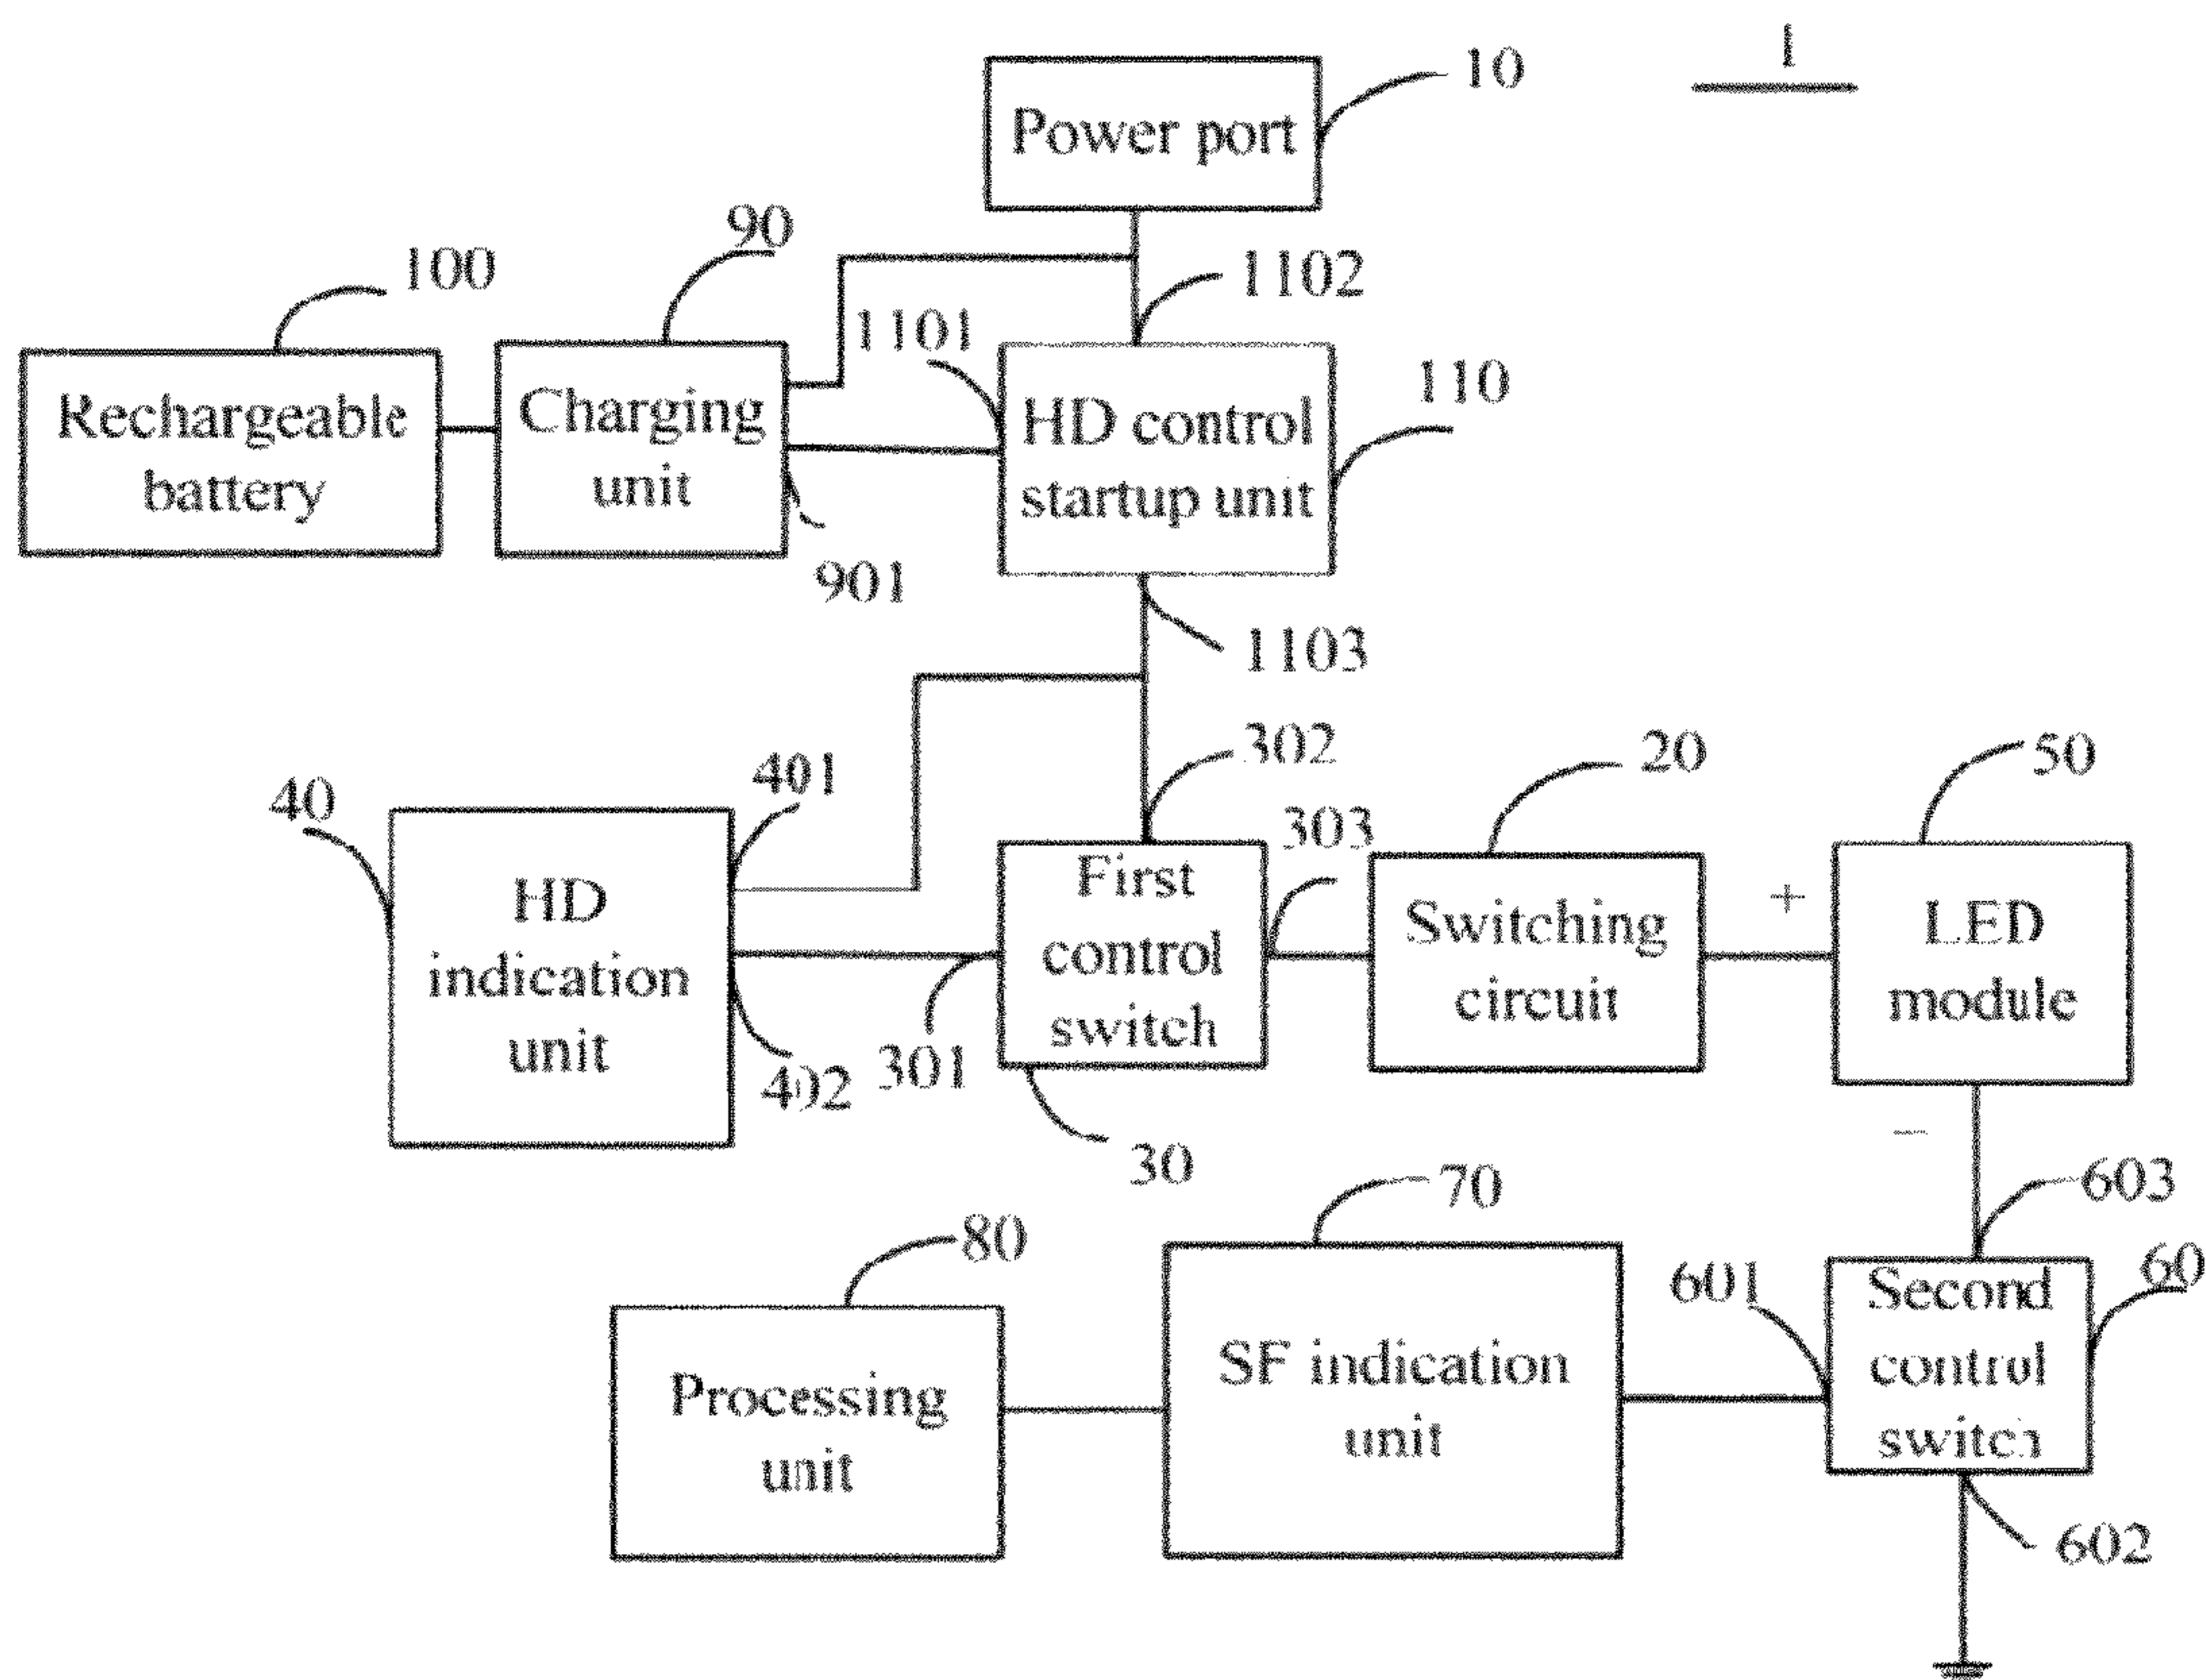 1
10
Power port
90
100
1102
1101
110
Rechargeable
battery
Charging
unit
HD control
startup unit
901
1103
302
20
50
401
40
303
HD
indication
unit
First
control
switch
Switching
circuit
+
LED
module
402
301
30
−
70
603
80
601
60
Second
control
switch
SF indication
unit
Processing
unit
602